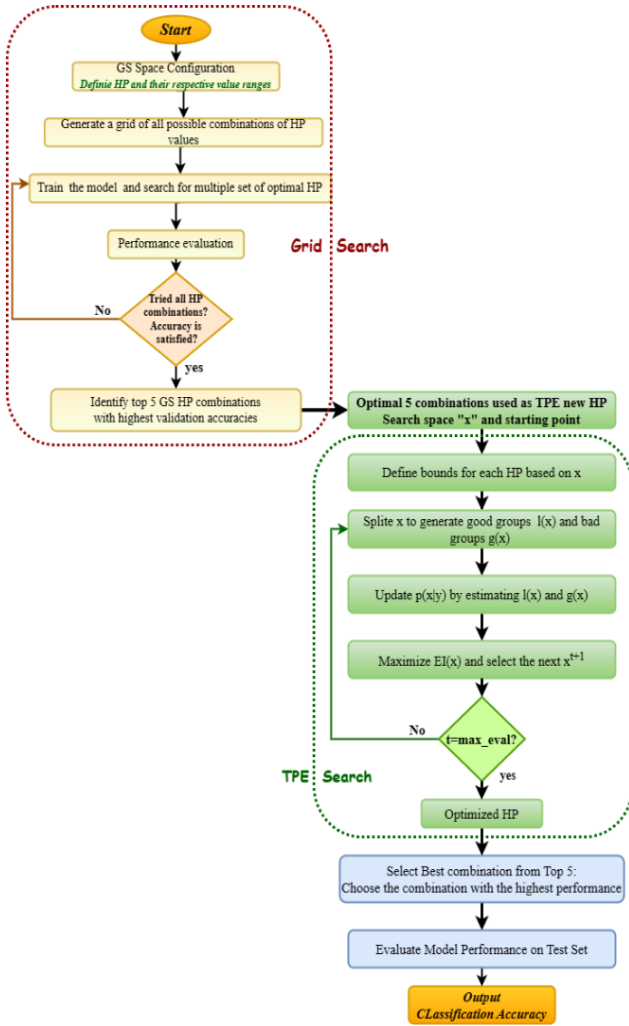 Start
GS Space Configuration
Definie HP and their respective value ranges
Generate a grid of all possible combinations of HP
values
Train the model and search for multiple set of optimal HP
Performance evaluation
Grid Search
Tried all HP
combinations?
Accuracy is
satisfied?
No
yes
Identify top 5 GS HP combinations
with highest validation accuracies
Optimal 5 combinations used as TPE new HP
Search space "x" and starting point
Define bounds for each HP based on x
Splite x to generate good groups l(x) and bad
groups g(x)
Update p(x|y) by estimating l(x) and g(x)
Maximize EI(x) and select the next x^{t+1}
No
t=max_eval?
TPE Search
yes
Optimized HP
Select Best combination from Top 5:
Choose the combination with the highest performance
Evaluate Model Performance on Test Set
Output
CLassification Accuracy